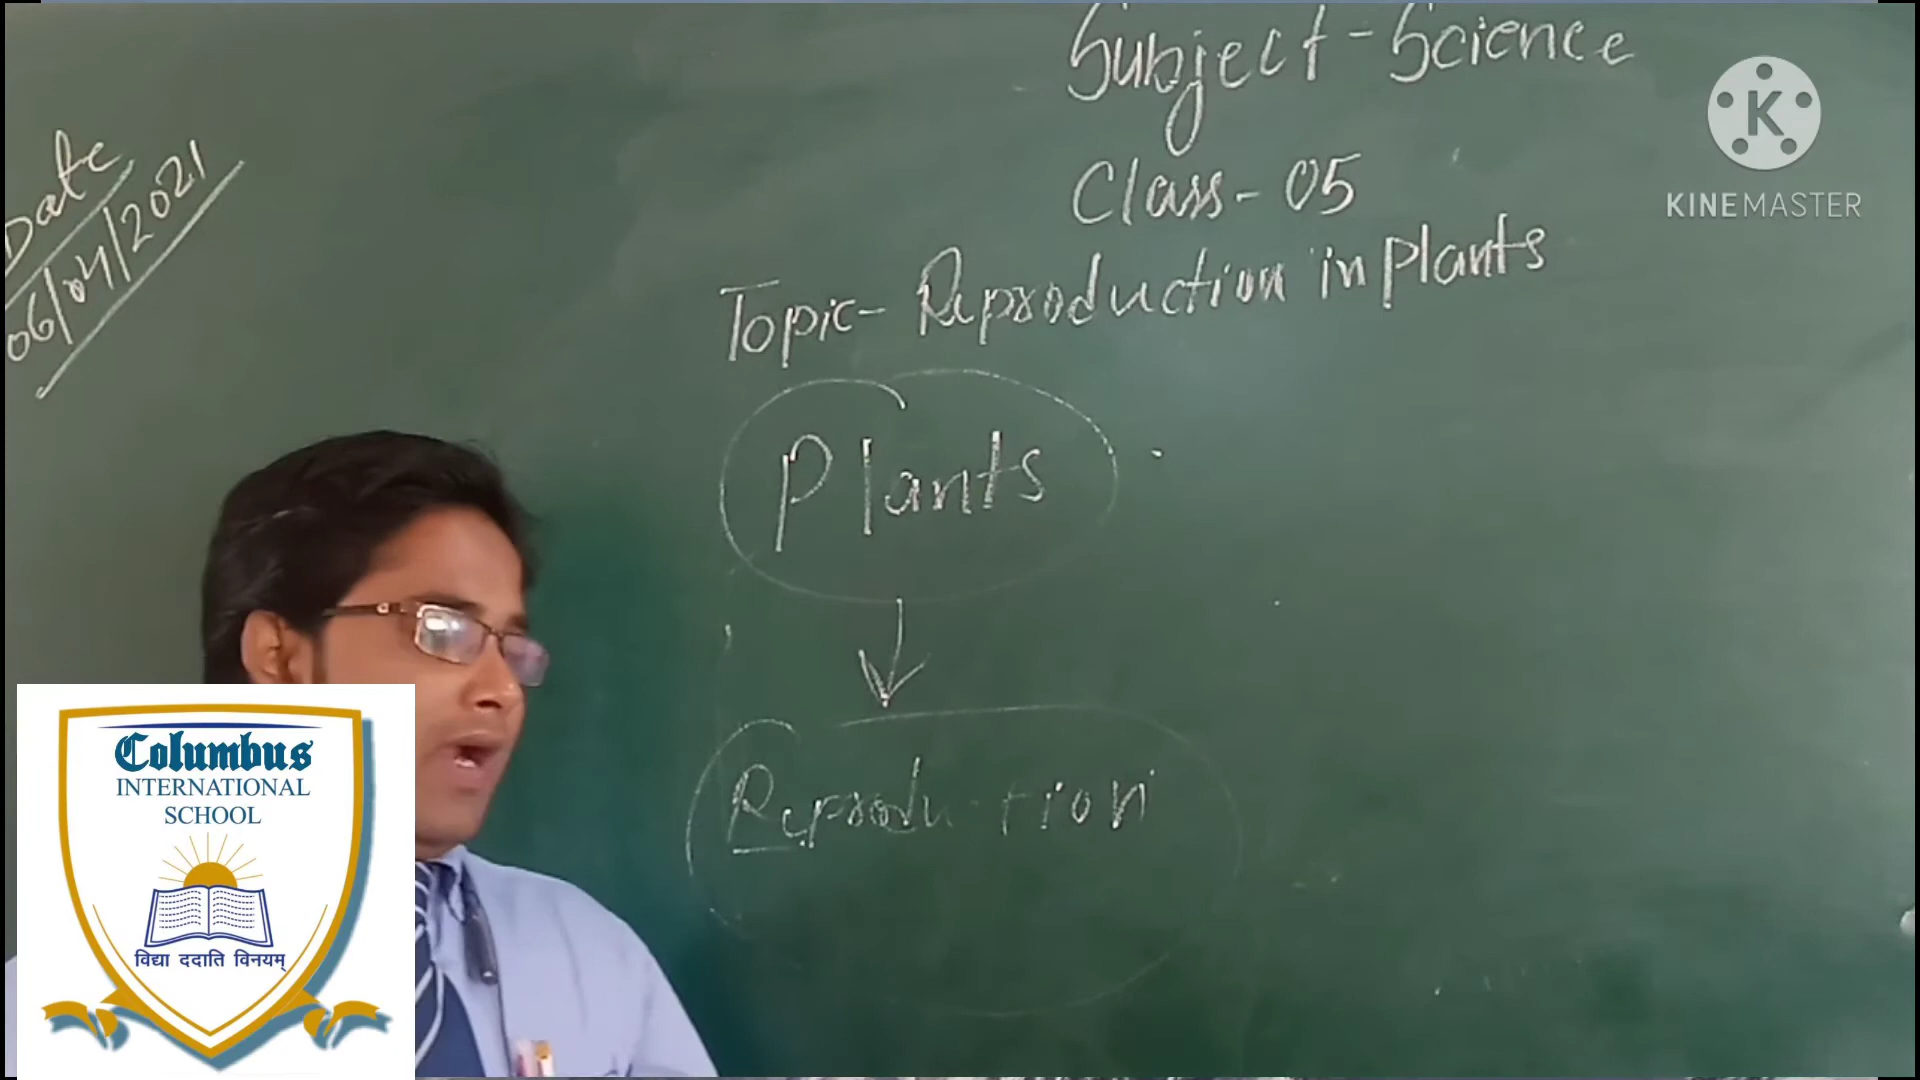 Subject-Science
Class-05
Topic-Reproduction in Plants
Date
06/04/2021
Plants
Reproduction
K
KINEMASTER
Columbus
INTERNATIONAL
SCHOOL
विद्या ददाति विनयम्